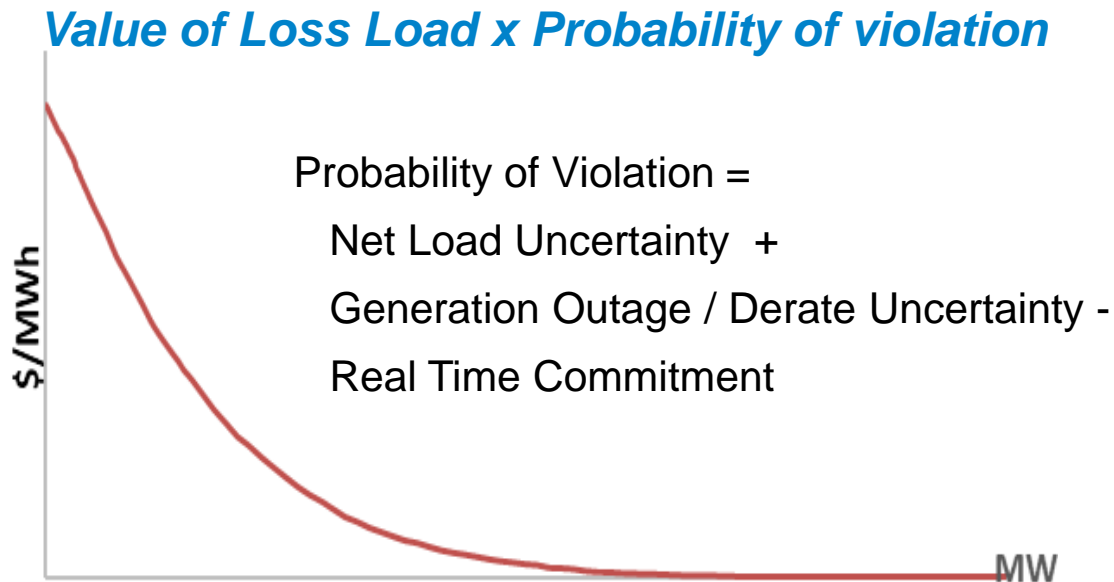 Value of Loss Load x Probability of violation
Probability of Violation =
Net Load Uncertainty +
Generation Outage / Derate Uncertainty -
Real Time Commitment
$/MWh
MW